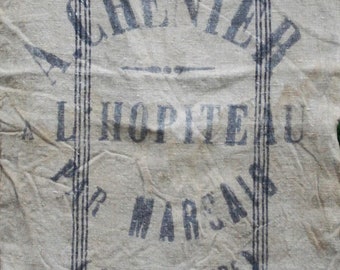 A. CHENIER
A L'HOPITEAU
PAR MARSAIS